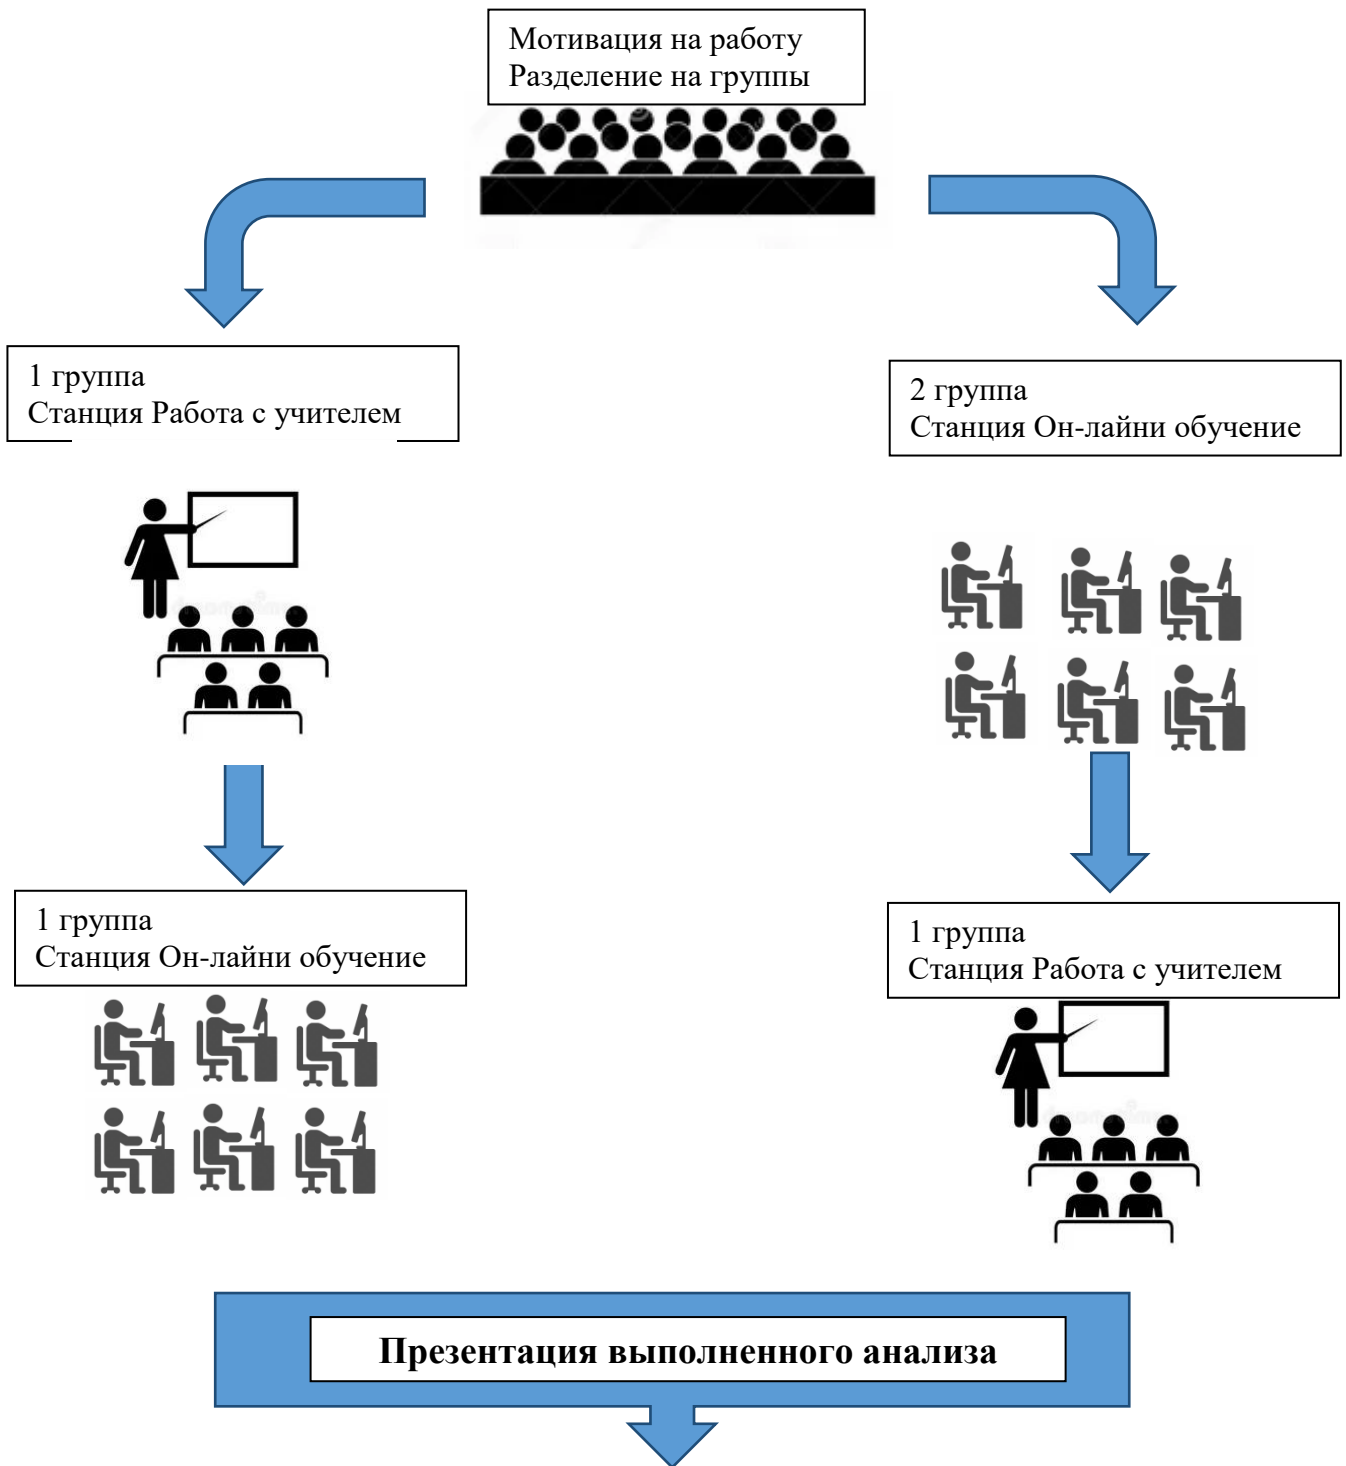 Мотивация на работу
Разделение на группы
1 группа
Станция Работа с учителем
2 группа
Станция Он-лайни обучение
1 группа
Станция Он-лайни обучение
1 группа
Станция Работа с учителем
Презентация выполненного анализа